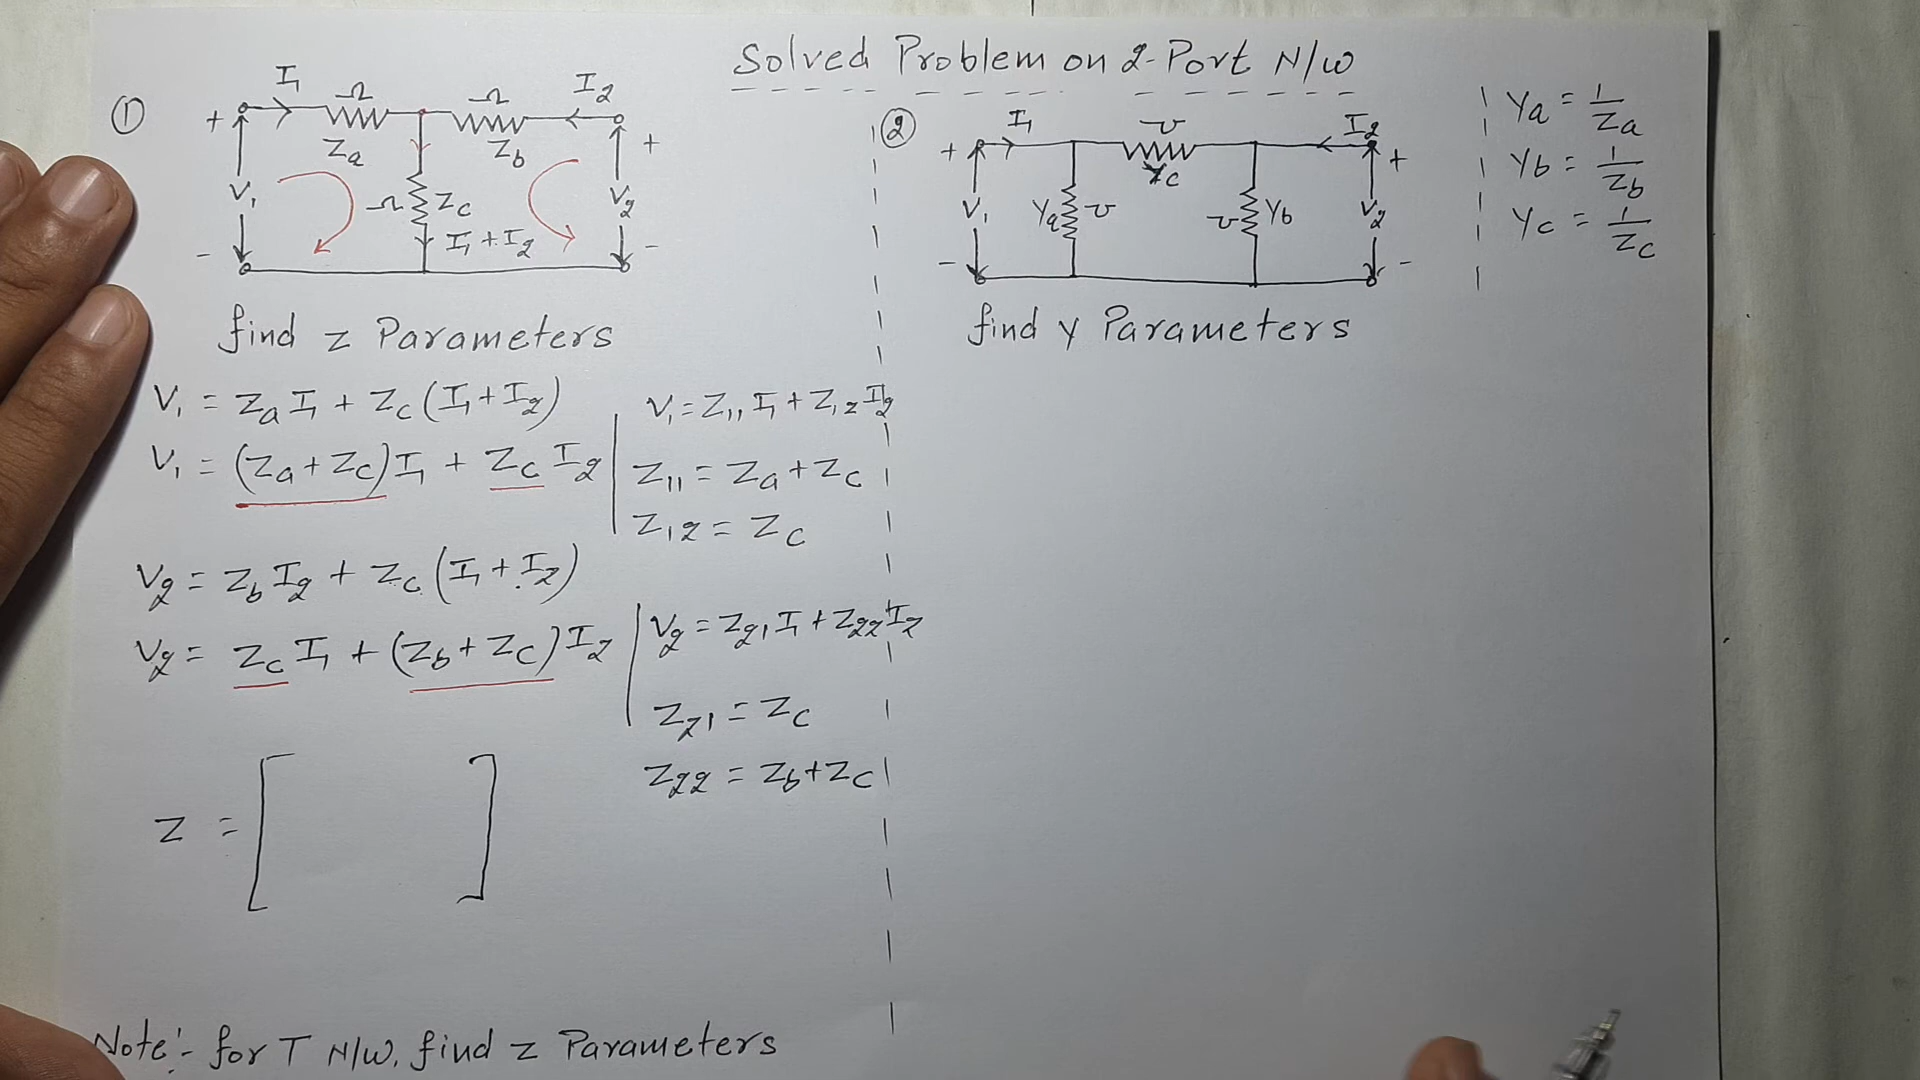 Solved Problem on 2-Port N/W
①
I₁ Ω Ω I₂
+ Za Zb +
V₁ Ω Zc V₂
- I₁+I₂ -
find z Parameters
V₁ = Za I₁ + Zc (I₁+I₂)
V₁ = (Za+Zc) I₁ + Zc I₂
V₁ = Z₁₁ I₁ + Z₁₂ I₂
Z₁₁ = Za+Zc
Z₁₂ = Zc
V₂ = Zb I₂ + Zc (I₁+I₂)
V₂ = Zc I₁ + (Zb+Zc) I₂
V₂ = Z₂₁ I₁ + Z₂₂ I₂
Z₂₁ = Zc
Z₂₂ = Zb+Zc
Z = [ ]
Note:- for T N/W, find z Parameters
②
I₁ ℧ I₂
+ Yc +
V₁ Ya ℧ ℧ Yb V₂
- -
find y Parameters
Ya = 1/Za
Yb = 1/Zb
Yc = 1/Zc